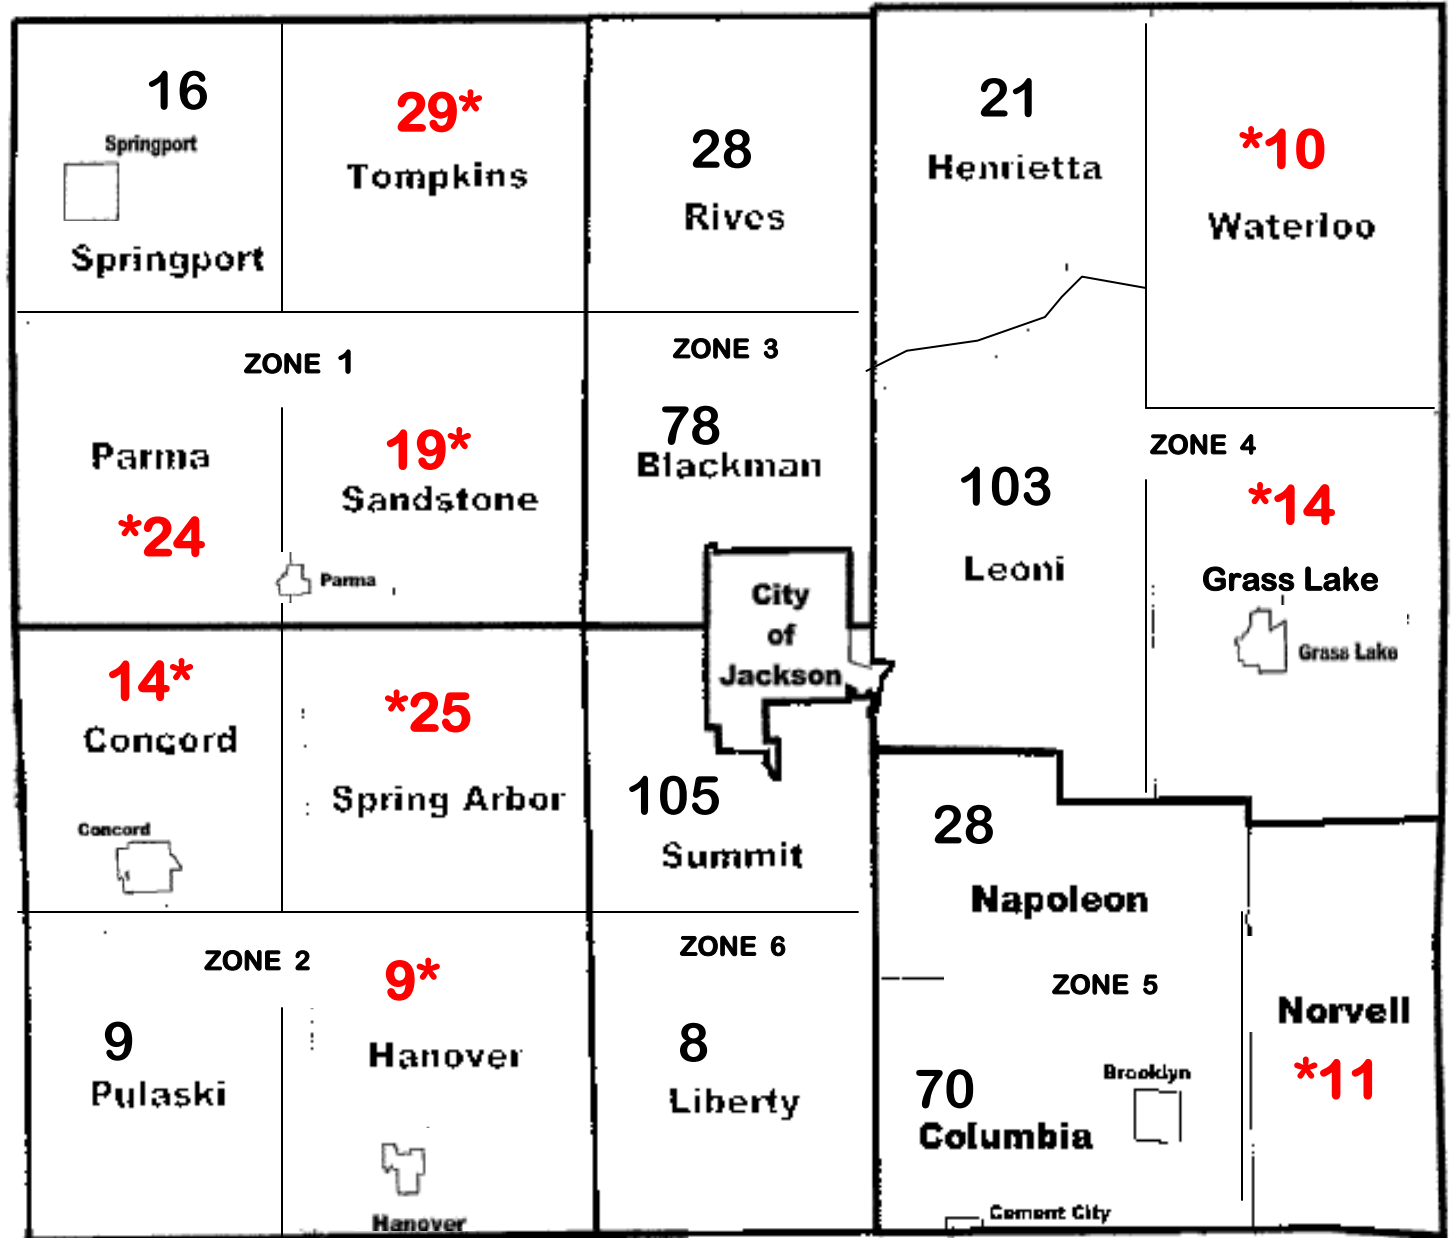 16
29*
28
21
*10
Springport
Tompkins
Rives
Henrietta
Waterloo
Springport
ZONE 1
ZONE 3
ZONE 4
Parma
19*
78
103
*14
Sandstone
Blackman
*24
Leoni
Grass Lake
Parma
City
of
Jackson
Grass Lake
14*
*25
Concord
Spring Arbor
105
28
Concord
Summit
Napoleon
ZONE 2
9*
ZONE 6
ZONE 5
Norvell
9
Hanover
8
*11
Pulaski
Liberty
70
Brooklyn
Columbia
Hanover
Cement City